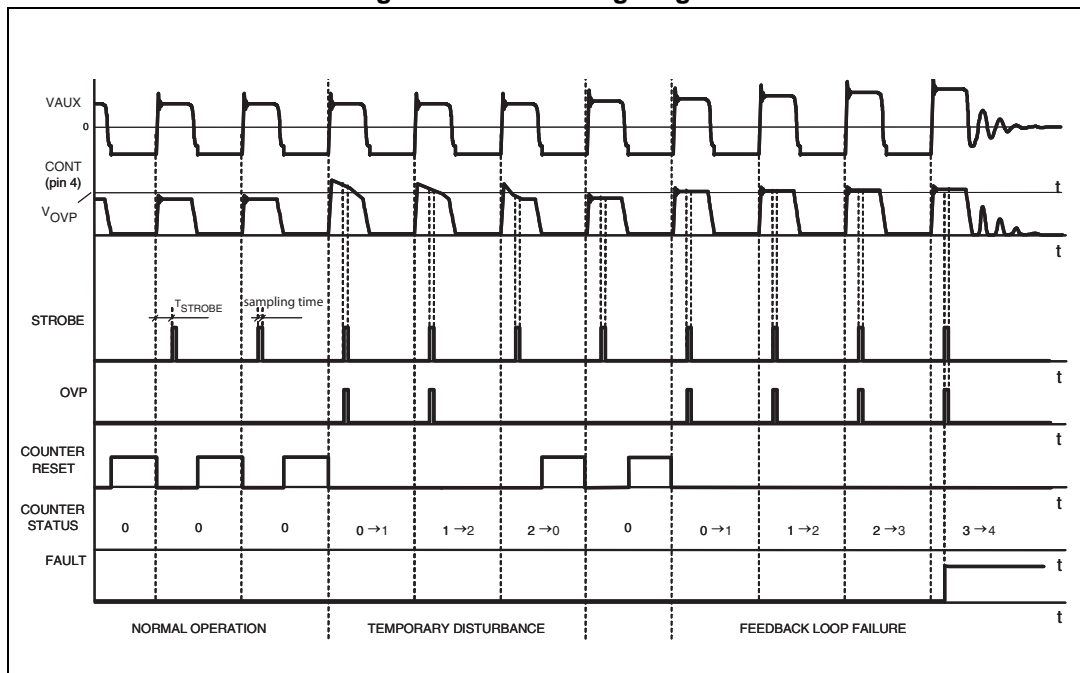 VAUX
0
CONT
(pin 4)
t
VOVP
t
TSTROBE
sampling time
STROBE
t
OVP
t
COUNTER
RESET
t
COUNTER
STATUS
0 0 0 0→1 1→2 2→0 0 0→1 1→2 2→3 3→4
FAULT
t
t
NORMAL OPERATION TEMPORARY DISTURBANCE FEEDBACK LOOP FAILURE